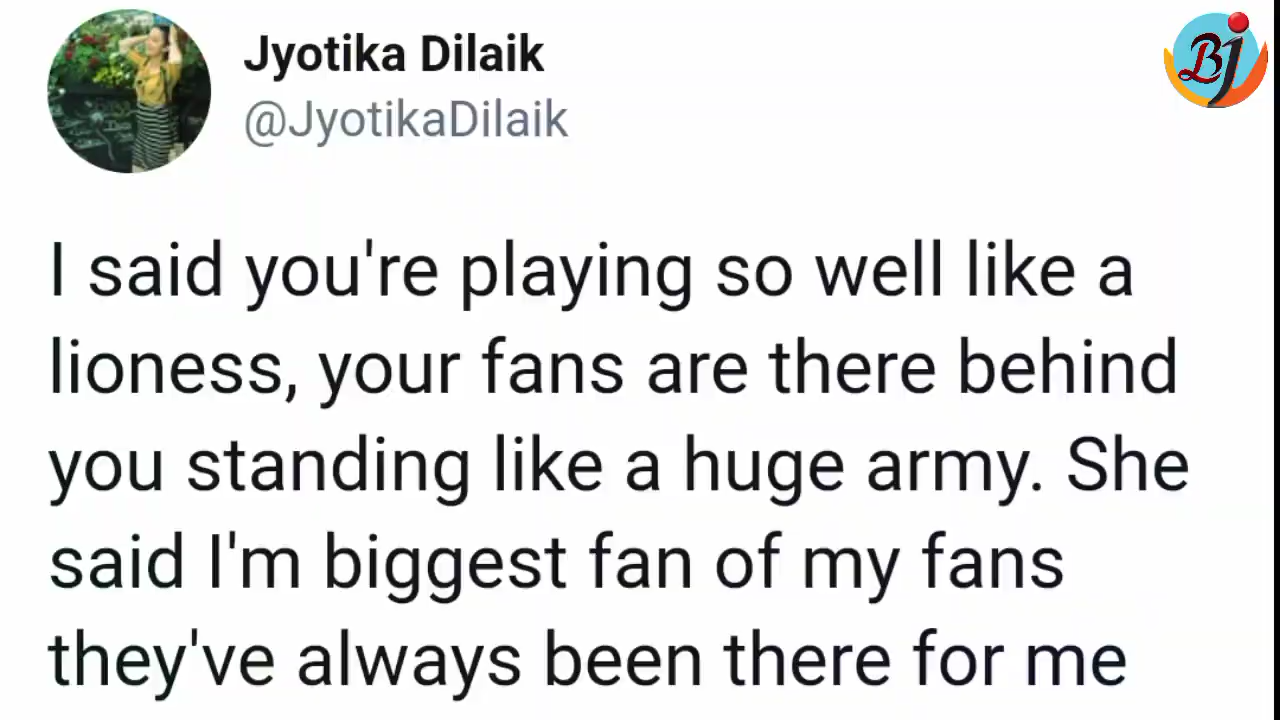 Jyotika Dilaik
@JyotikaDilaik
Bj
I said you're playing so well like a
lioness, your fans are there behind
you standing like a huge army. She
said I'm biggest fan of my fans
they've always been there for me